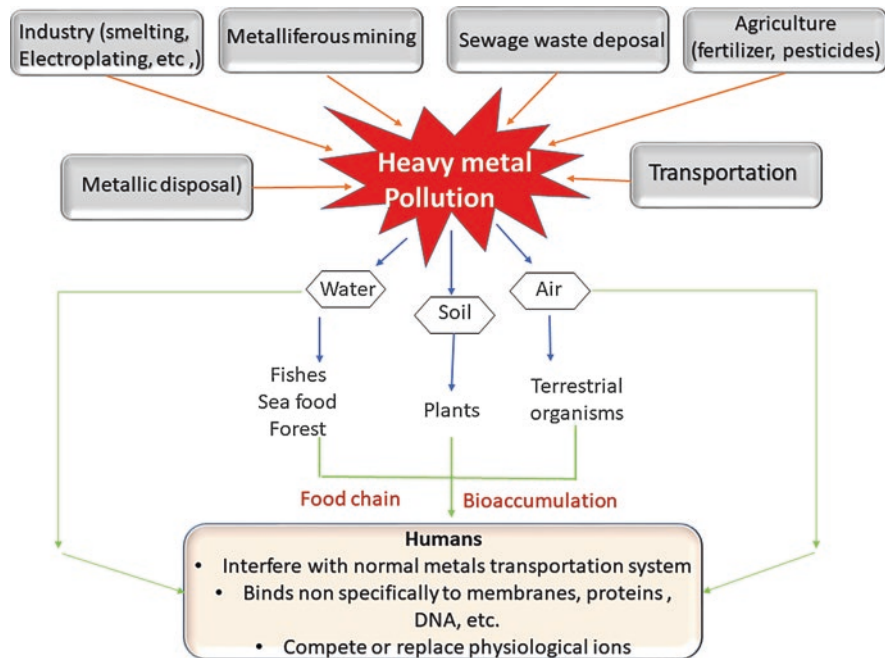 Industry (smelting,
Electroplating, etc ,)
Metalliferous mining
Sewage waste deposal
Agriculture
(fertilizer, pesticides)
Metallic disposal)
Heavy metal
Pollution
Transportation
Water
Soil
Air
Fishes
Sea food
Forest
Plants
Terrestrial
organisms
Food chain
Bioaccumulation
Humans
• Interfere with normal metals transportation system
• Binds non specifically to membranes, proteins ,
DNA, etc.
• Compete or replace physiological ions